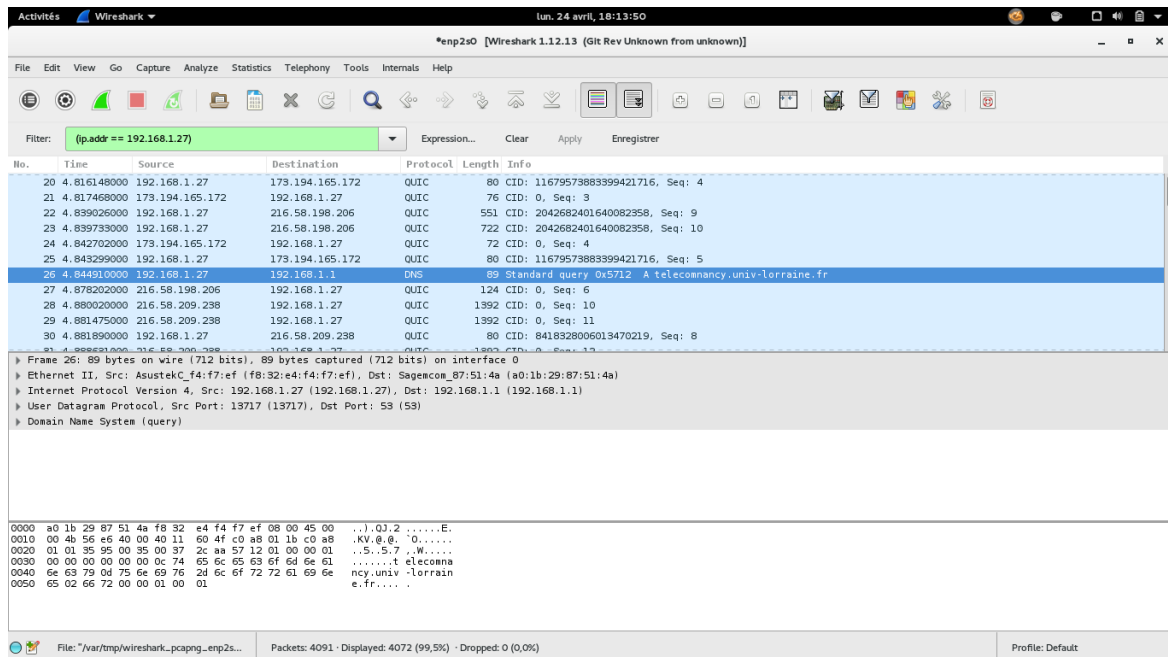 Activités Wireshark lun. 24 avril, 18:13:50
*enp2s0 [Wireshark 1.12.13 (Git Rev Unknown from unknown)]
File Edit View Go Capture Analyze Statistics Telephony Tools Internals Help
Filter: (ip.addr == 192.168.1.27) Expression... Clear Apply Enregistrer
No. Time Source Destination Protocol Length Info
20 4.816148000 192.168.1.27 173.194.165.172 QUIC 80 CID: 11679573883399421716, Seq: 4
21 4.817468000 173.194.165.172 192.168.1.27 QUIC 76 CID: 0, Seq: 3
22 4.839026000 192.168.1.27 216.58.198.206 QUIC 551 CID: 2042682401640082358, Seq: 9
23 4.839733000 192.168.1.27 216.58.198.206 QUIC 722 CID: 2042682401640082358, Seq: 10
24 4.842702000 173.194.165.172 192.168.1.27 QUIC 72 CID: 0, Seq: 4
25 4.843299000 192.168.1.27 173.194.165.172 QUIC 80 CID: 11679573883399421716, Seq: 5
26 4.844910000 192.168.1.27 192.168.1.1 DNS 89 Standard query 0x5712 A telecomnancy.univ-lorraine.fr
27 4.878202000 216.58.198.206 192.168.1.27 QUIC 124 CID: 0, Seq: 6
28 4.880020000 216.58.209.238 192.168.1.27 QUIC 1392 CID: 0, Seq: 10
29 4.881475000 216.58.209.238 192.168.1.27 QUIC 1392 CID: 0, Seq: 11
30 4.881890000 192.168.1.27 216.58.209.238 QUIC 80 CID: 8418328006013470219, Seq: 8
Frame 26: 89 bytes on wire (712 bits), 89 bytes captured (712 bits) on interface 0
Ethernet II, Src: AsustekC_f4:f7:ef (f8:32:e4:f4:f7:ef), Dst: Sagemcom_87:51:4a (a0:1b:29:87:51:4a)
Internet Protocol Version 4, Src: 192.168.1.27 (192.168.1.27), Dst: 192.168.1.1 (192.168.1.1)
User Datagram Protocol, Src Port: 13717 (13717), Dst Port: 53 (53)
Domain Name System (query)
0000 a0 1b 29 87 51 4a f8 32 e4 f4 f7 ef 08 00 45 00 ..).QJ.2 ......E.
0010 00 4b 56 e6 40 00 40 11 60 4f c0 a8 01 1b c0 a8 .KV.@.@. `O......
0020 01 01 35 95 00 35 00 37 2c aa 57 12 01 00 00 01 ..5..5.7 ,.W.....
0030 00 00 00 00 00 00 0c 74 65 6c 65 63 6f 6d 6e 61 .......t elecomna
0040 6e 63 79 0d 75 6e 69 76 2d 6c 6f 72 72 61 69 6e ncy.univ -lorrain
0050 65 02 66 72 00 00 01 00 01 e.fr.... .
File: "/var/tmp/wireshark_pcapng_enp2s... Packets: 4091 · Displayed: 4072 (99,5%) · Dropped: 0 (0,0%) Profile: Default